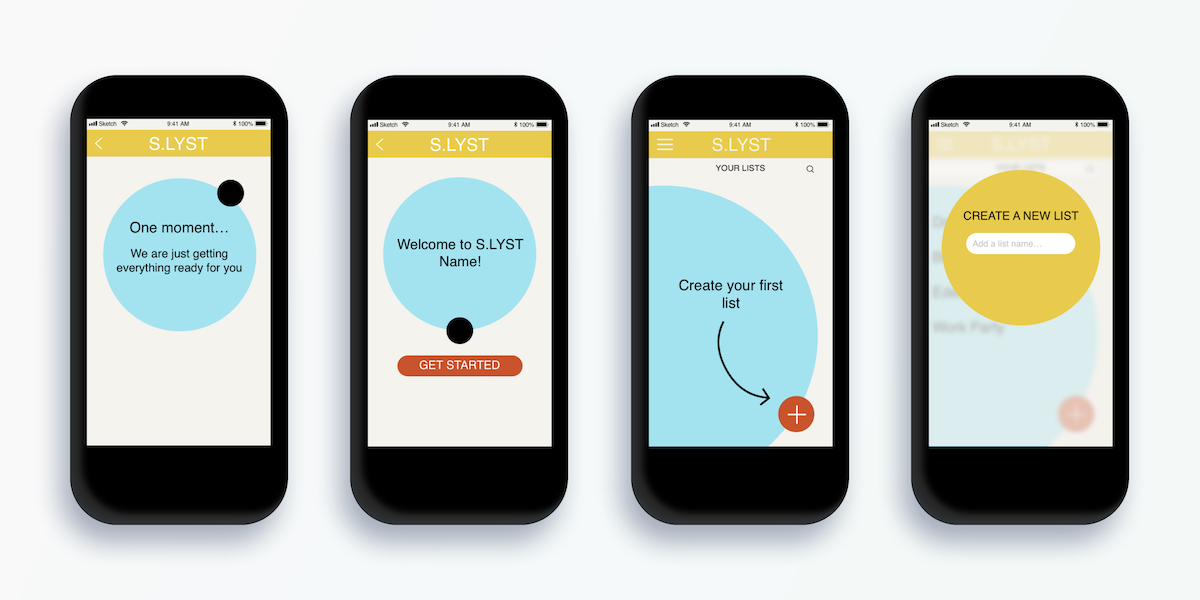 Sketch 9:41 AM 100%
S.LYST
One moment...
We are just getting
everything ready for you
Sketch 9:41 AM 100%
S.LYST
Welcome to S.LYST
Name!
GET STARTED
Sketch 9:41 AM 100%
S.LYST
YOUR LISTS
Create your first
list
Sketch 9:41 AM 100%
S.LYST
CREATE A NEW LIST
Add a list name...
Work Party